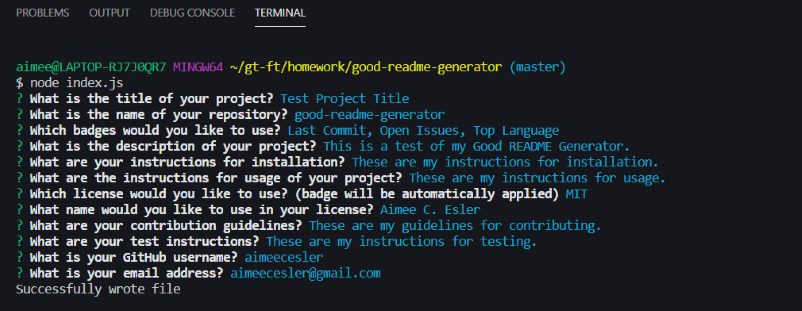 PROBLEMS OUTPUT DEBUG CONSOLE TERMINAL
aimee@LAPTOP-RJ7J0QR7 MINGW64 ~/gt-ft/homework/good-readme-generator (master)
$ node index.js
? What is the title of your project? Test Project Title
? What is the name of your repository? good-readme-generator
? Which badges would you like to use? Last Commit, Open Issues, Top Language
? What is the description of your project? This is a test of my Good README Generator.
? What are your instructions for installation? These are my instructions for installation.
? What are the instructions for usage of your project? These are my instructions for usage.
? Which license would you like to use? (badge will be automatically applied) MIT
? What name would you like to use in your license? Aimee C. Esler
? What are your contribution guidelines? These are my guidelines for contributing.
? What are your test instructions? These are my instructions for testing.
? What is your GitHub username? aimeecesler
? What is your email address? aimeecesler@gmail.com
Successfully wrote file